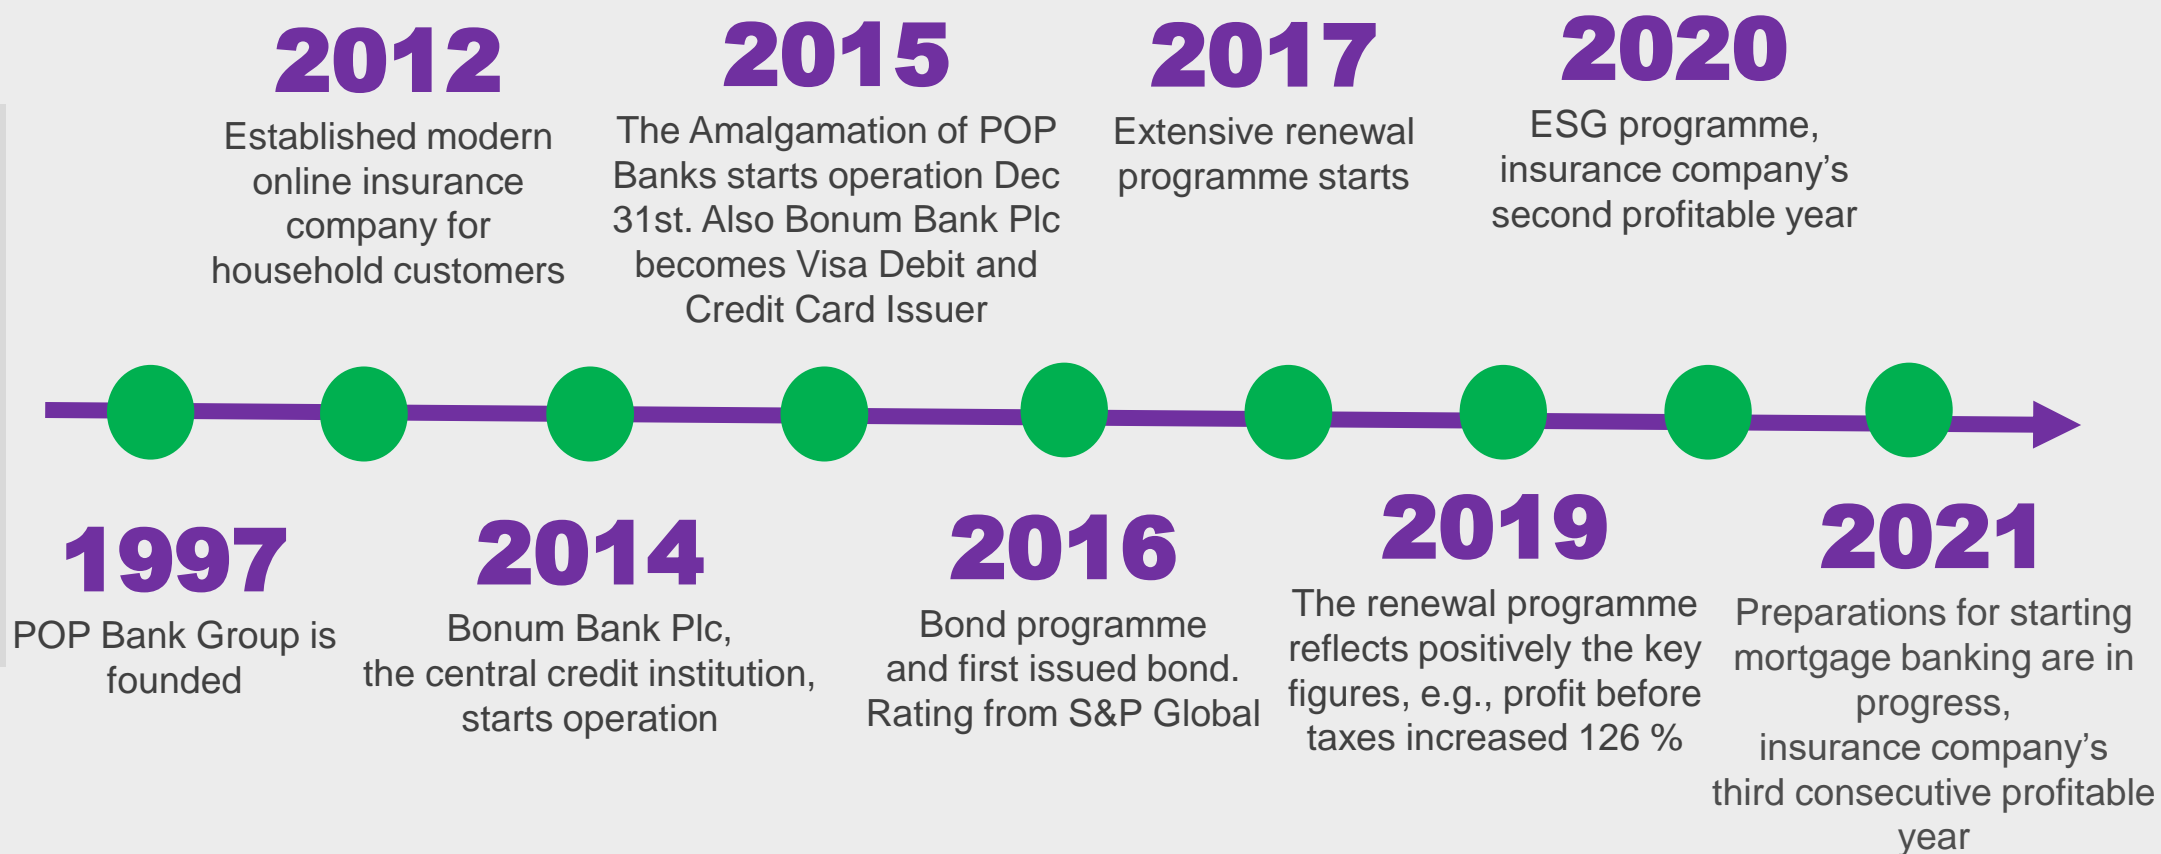 2012
Established modern
online insurance
company for
household customers
2015
The Amalgamation of POP
Banks starts operation Dec
31st. Also Bonum Bank Plc
becomes Visa Debit and
Credit Card Issuer
2017
Extensive renewal
programme starts
2020
ESG programme,
insurance company’s
second profitable year
1997
POP Bank Group is
founded
2014
Bonum Bank Plc,
the central credit institution,
starts operation
2016
Bond programme
and first issued bond.
Rating from S&P Global
2019
The renewal programme
reflects positively the key
figures, e.g., profit before
taxes increased 126 %
2021
Preparations for starting
mortgage banking are in
progress,
insurance company’s
third consecutive profitable
year